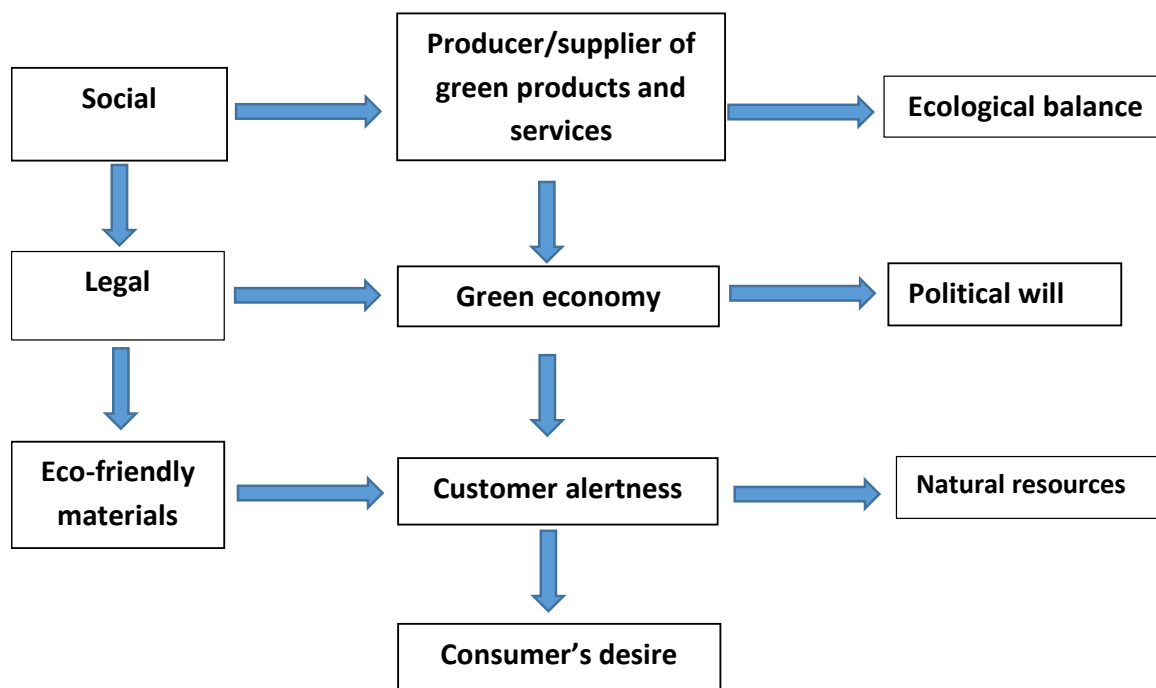 Social
Producer/supplier of
green products and
services
Ecological balance
Legal
Green economy
Political will
Eco-friendly
materials
Customer alertness
Natural resources
Consumer’s desire